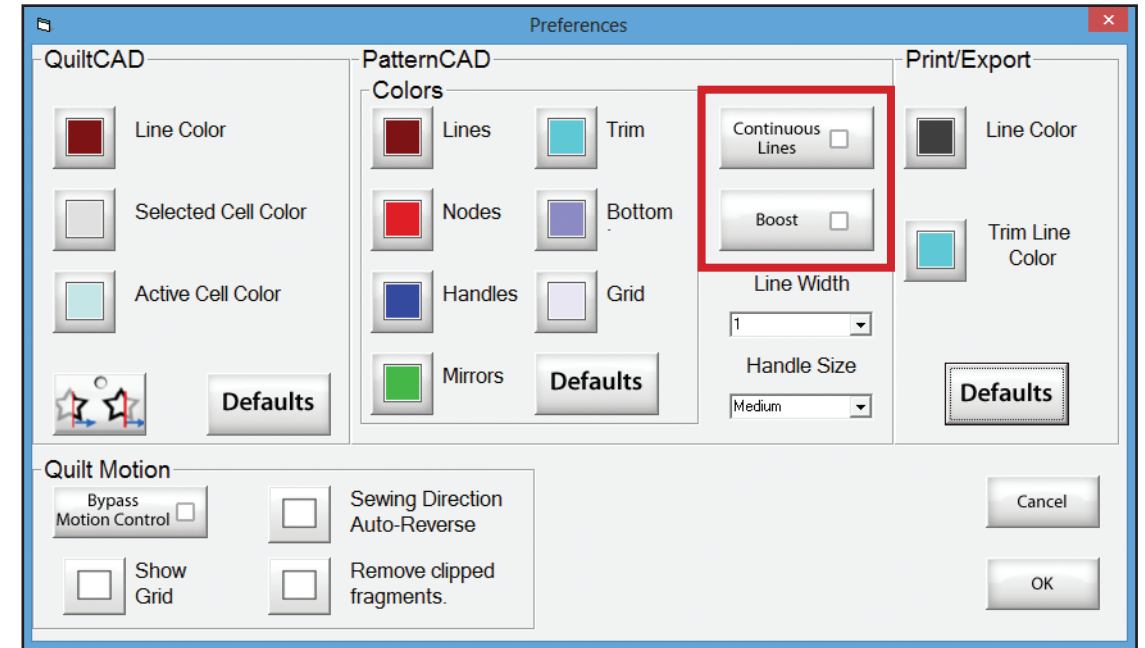 Preferences
QuiltCAD
Line Color
Selected Cell Color
Active Cell Color
Defaults
PatternCAD
Colors
Lines
Trim
Nodes
Bottom
Handles
Grid
Mirrors
Defaults
Continuous
Lines
Boost
Line Width
1
Handle Size
Medium
Print/Export
Line Color
Trim Line
Color
Defaults
Quilt Motion
Bypass
Motion Control
Sewing Direction
Auto-Reverse
Show
Grid
Remove clipped
fragments.
Cancel
OK